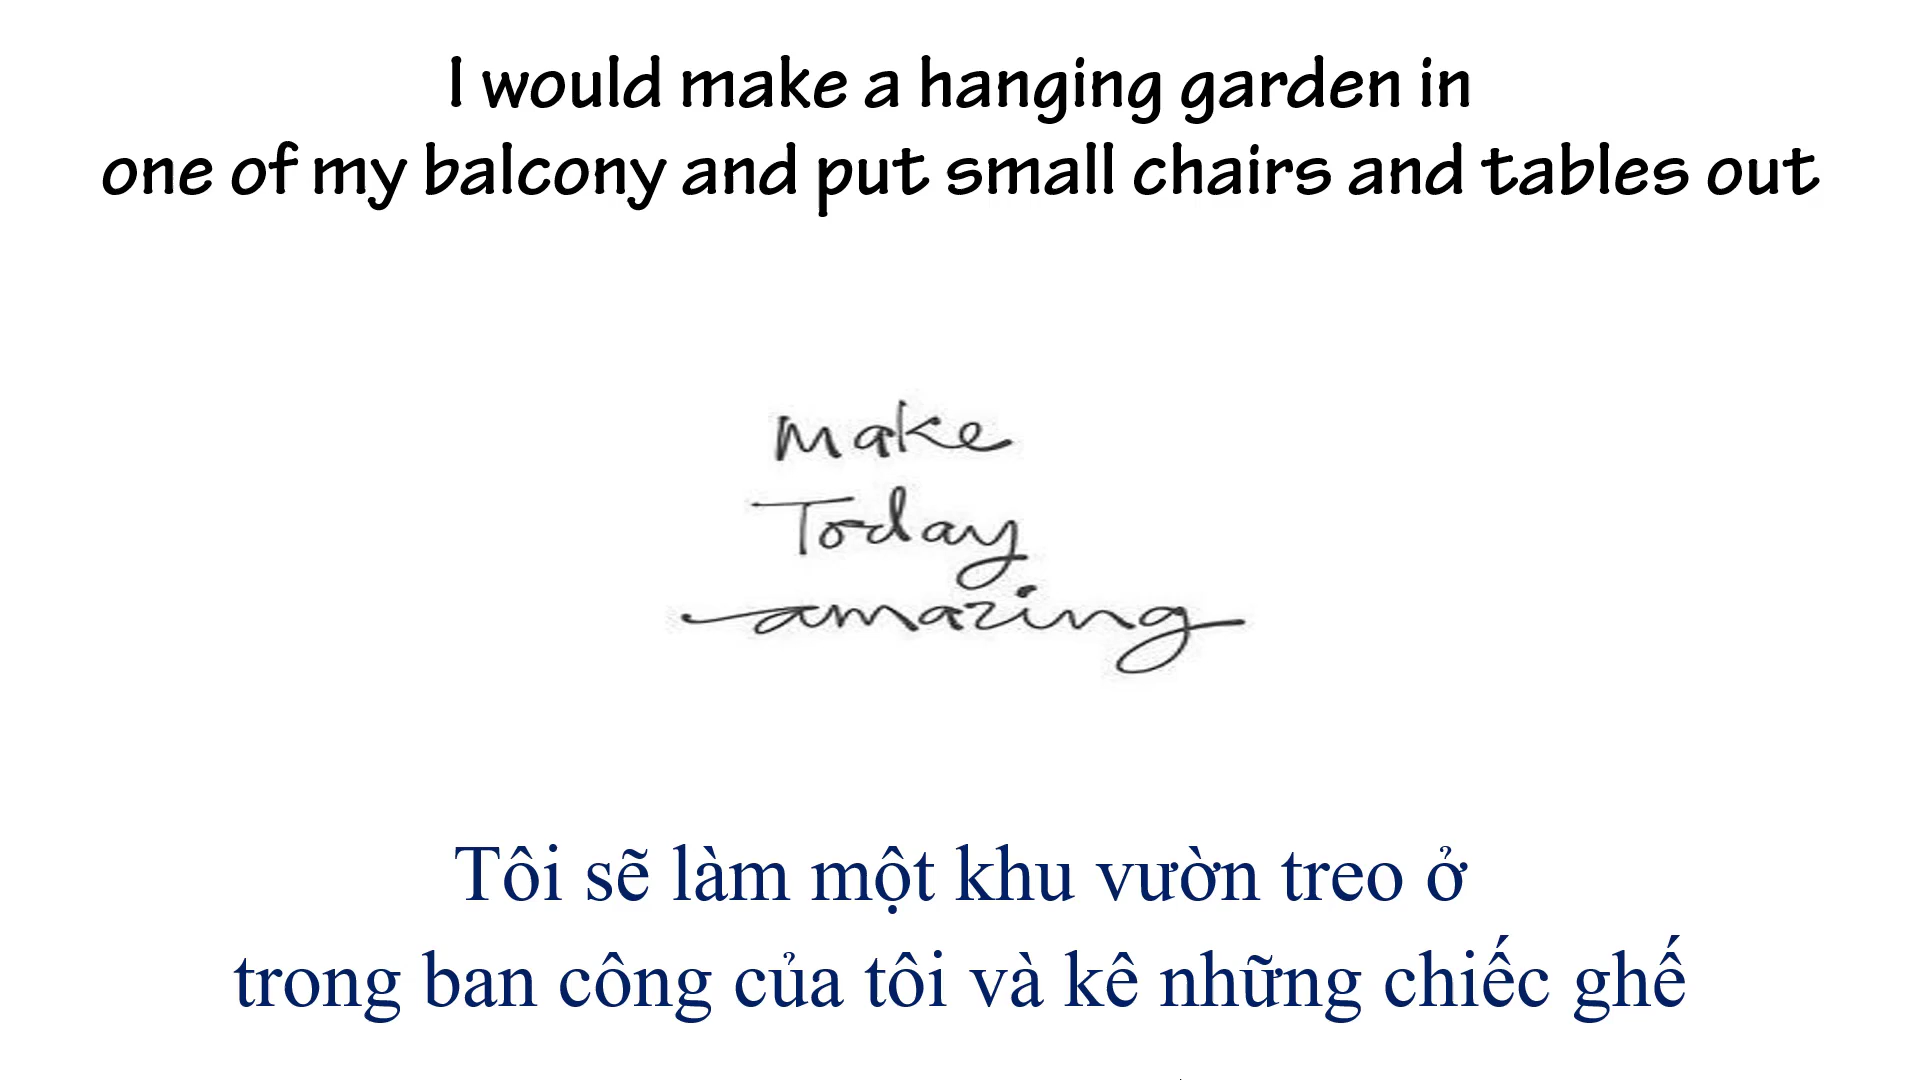 I would make a hanging garden in
one of my balcony and put small chairs and tables out
Make
Today
amazing
Tôi sẽ làm một khu vườn treo ở
trong ban công của tôi và kê những chiếc ghế